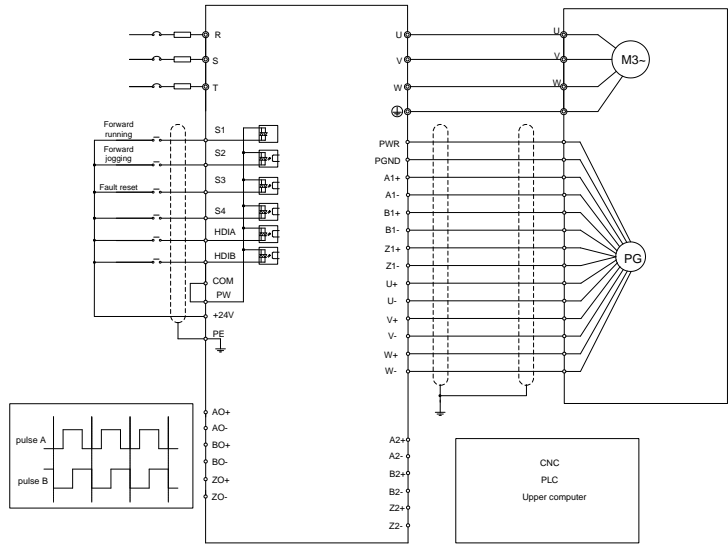 R
S
T
U
V
W
U
V
W
M3~
Forward
running
Forward
jogging
Fault reset
S1
S2
S3
S4
HDIA
HDIB
COM
PW
+24V
PE
PWR
PGND
A1+
A1-
B1+
B1-
Z1+
Z1-
U+
U-
V+
V-
W+
W-
PG
pulse A
pulse B
AO+
AO-
BO+
BO-
ZO+
ZO-
A2+
A2-
B2+
B2-
Z2+
Z2-
CNC
PLC
Upper computer